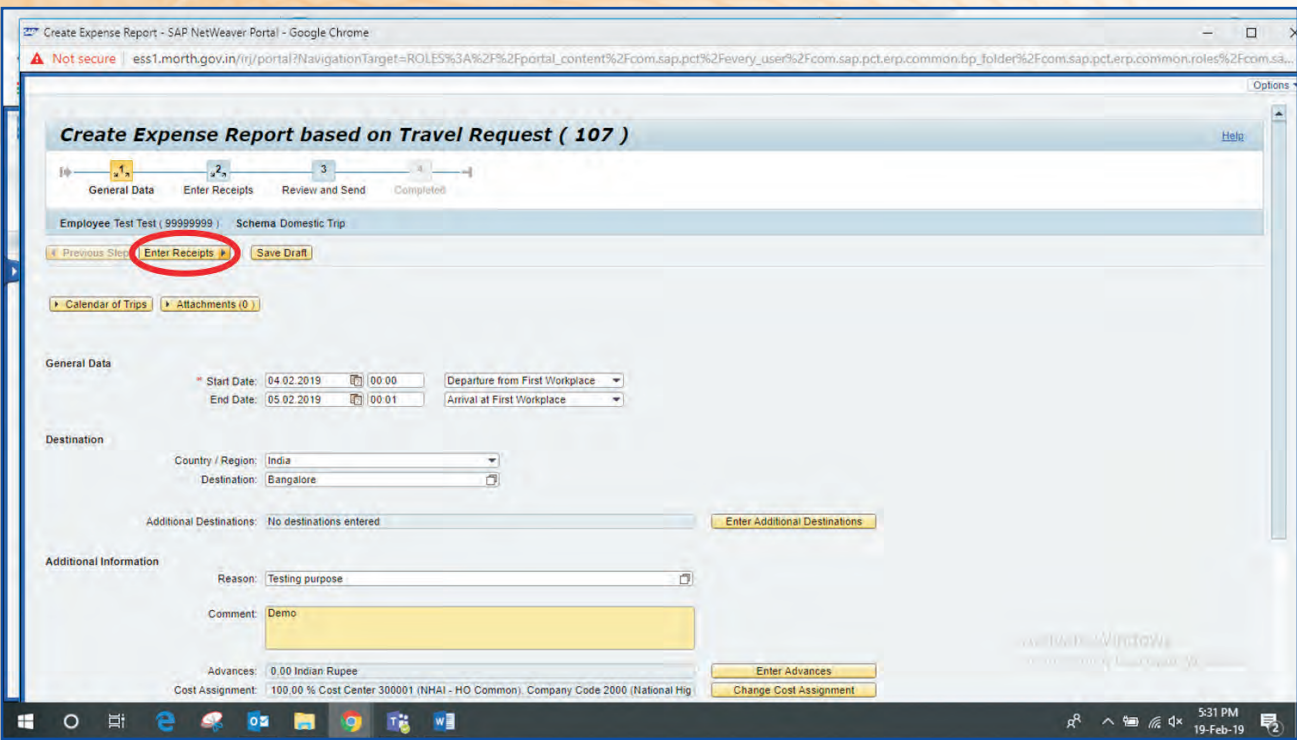 Create Expense Report - SAP NetWeaver Portal - Google Chrome
Not secure | ess1.morth.gov.in/irj/portal?NavigationTarget=ROLES%3A%2F%2Fportal_content%2Fcom.sap.pct%2Fevery_user%2Fcom.sap.pct.erp.common.bp_folder%2Fcom.sap.pct.erp.common.roles%2Fcom.sa...
Options
Create Expense Report based on Travel Request ( 107 )
Help
1 2 3 4
General Data Enter Receipts Review and Send Completed
Employee Test Test ( 99999999 ) Schema Domestic Trip
Previous Step Enter Receipts Save Draft
Calendar of Trips Attachments (0 )
General Data
* Start Date: 04.02.2019 00:00 Departure from First Workplace
End Date: 05.02.2019 00:01 Arrival at First Workplace
Destination
Country / Region: India
Destination: Bangalore
Additional Destinations: No destinations entered Enter Additional Destinations
Additional Information
Reason: Testing purpose
Comment: Demo
Advances: 0.00 Indian Rupee Enter Advances
Cost Assignment: 100.00 % Cost Center 300001 (NHAI - HO Common), Company Code 2000 (National Hig Change Cost Assignment
5:31 PM
19-Feb-19